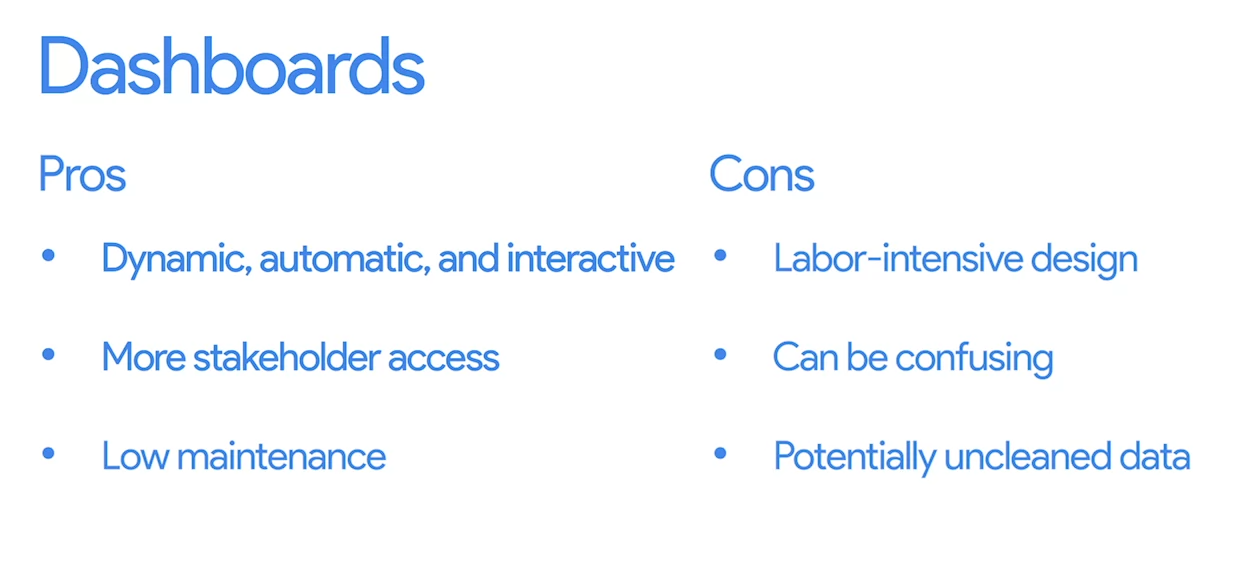 Dashboards
Pros
Dynamic, automatic, and interactive
More stakeholder access
Low maintenance
Cons
Labor-intensive design
Can be confusing
Potentially uncleaned data